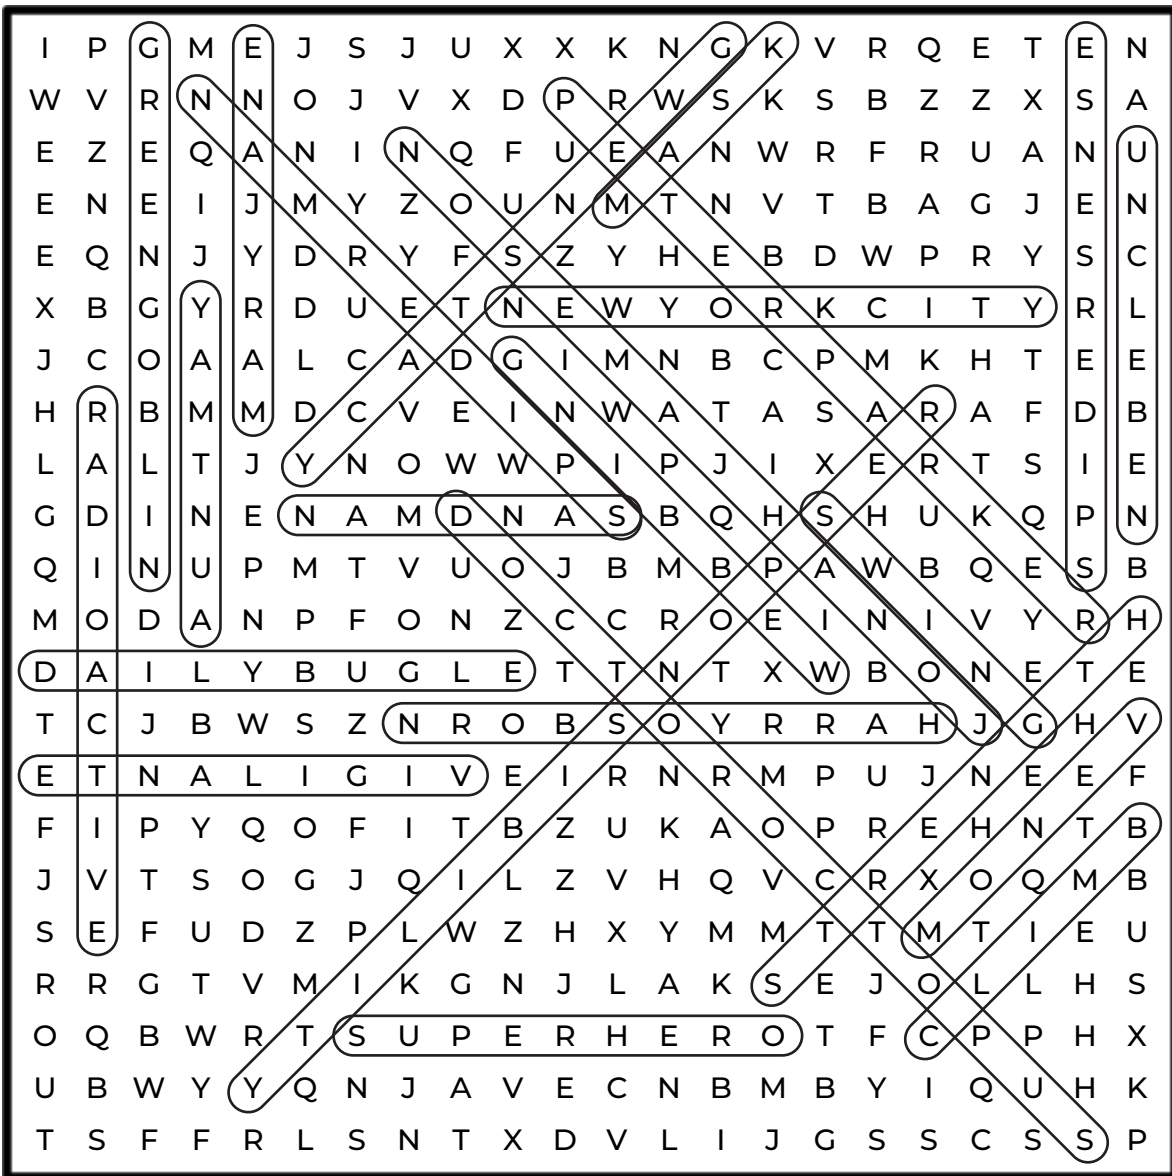 I P G M E J S J U X X K N G K V R Q E T E N
W V R N N O J V X D P R W S K S B Z Z X S A
E Z E Q A N I N Q F U E A N W R F R U A N U
E N E I J M Y Z O U N M T N V T B A G J E N
E Q N J Y D R Y F S Z Y H E B D W P R Y S C
X B G Y R D U E T N E W Y O R K C I T Y R L
J C O A A L C A D G I M N B C P M K H T E E
H R B M M D C V E I N W A T A S A R A F D B
L A L T J Y N O W W P I P J I X E R T S I E
G D I N E N A M D N A S B Q H S H U K Q P N
Q I N U P M T V U O J B M B P A W B Q E S B
M O D A N P F O N Z C C R O E I N I V Y R H
D A I L Y B U G L E T T N T X W B O N E T E
T C J B W S Z N R O B S O Y R R A H J G H V
E T N A L I G I V E I R N R M P U J N E E F
F I P Y Q O F I T B Z U K A O P R E H N T B
J V T S O G J Q I L Z V H Q V C R X O Q M B
S E F U D Z P L W Z H X Y M M T T M T I E U
R R G T V M I K G N J L A K S E J O L L H S
O Q B W R T S U P E R H E R O T F C P P H X
U B W Y Y Q N J A V E C N B M B Y I Q U H K
T S F F R L S N T X D V L I J G S S C S S P